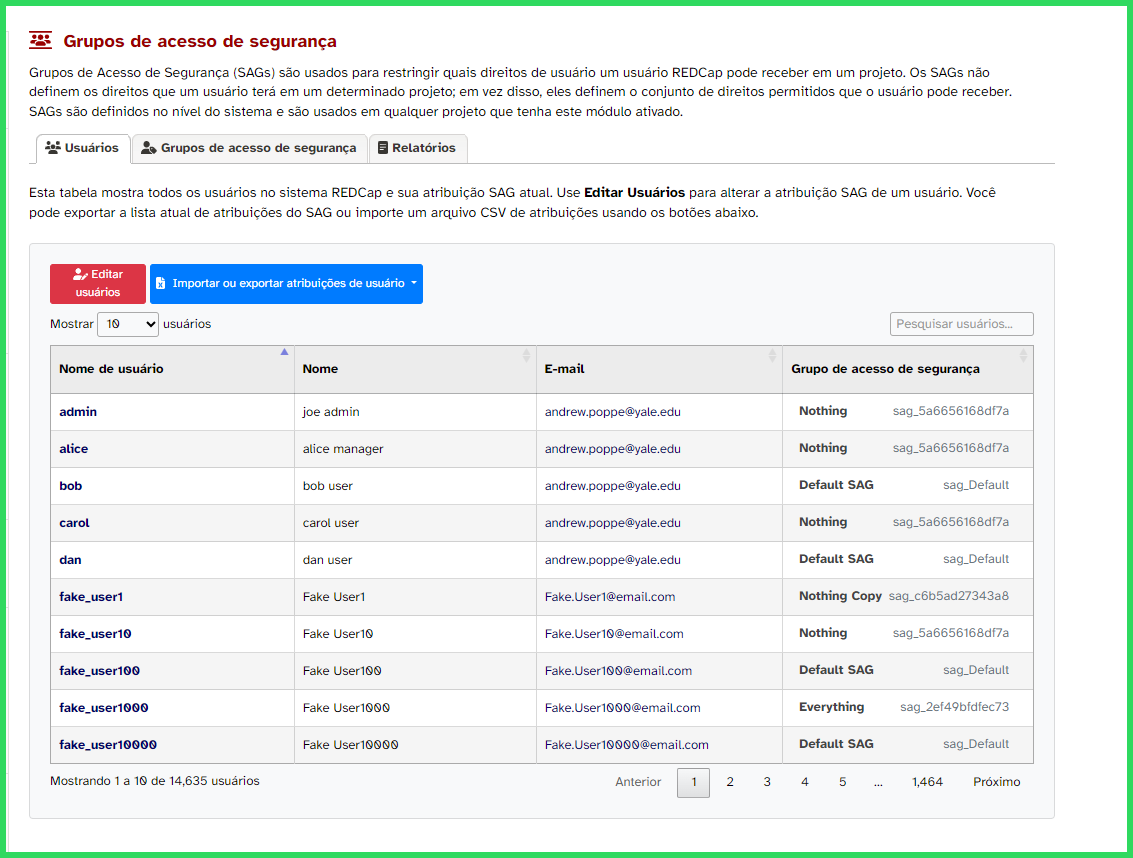 Grupos de acesso de segurança
Grupos de Acesso de Segurança (SAGs) são usados para restringir quais direitos de usuário um usuário REDCap pode receber em um projeto. Os SAGs não
definem os direitos que um usuário terá em um determinado projeto; em vez disso, eles definem o conjunto de direitos permitidos que o usuário pode receber.
SAGs são definidos no nível do sistema e são usados em qualquer projeto que tenha este módulo ativado.
Usuários Grupos de acesso de segurança Relatórios
Esta tabela mostra todos os usuários no sistema REDCap e sua atribuição SAG atual. Use Editar Usuários para alterar a atribuição SAG de um usuário. Você
pode exportar a lista atual de atribuições do SAG ou importe um arquivo CSV de atribuições usando os botões abaixo.
Editar
usuários
Importar ou exportar atribuições de usuário
Mostrar 10 usuários Pesquisar usuários...
Nome de usuário Nome E-mail Grupo de acesso de segurança
admin joe admin andrew.poppe@yale.edu Nothing sag_5a6656168df7a
alice alice manager andrew.poppe@yale.edu Nothing sag_5a6656168df7a
bob bob user andrew.poppe@yale.edu Default SAG sag_Default
carol carol user andrew.poppe@yale.edu Nothing sag_5a6656168df7a
dan dan user andrew.poppe@yale.edu Default SAG sag_Default
fake_user1 Fake User1 Fake.User1@email.com Nothing Copy sag_c6b5ad27343a8
fake_user10 Fake User10 Fake.User10@email.com Nothing sag_5a6656168df7a
fake_user100 Fake User100 Fake.User100@email.com Default SAG sag_Default
fake_user1000 Fake User1000 Fake.User1000@email.com Everything sag_2ef49bfdfec73
fake_user10000 Fake User10000 Fake.User10000@email.com Default SAG sag_Default
Mostrando 1 a 10 de 14,635 usuários Anterior 1 2 3 4 5 ... 1,464 Próximo